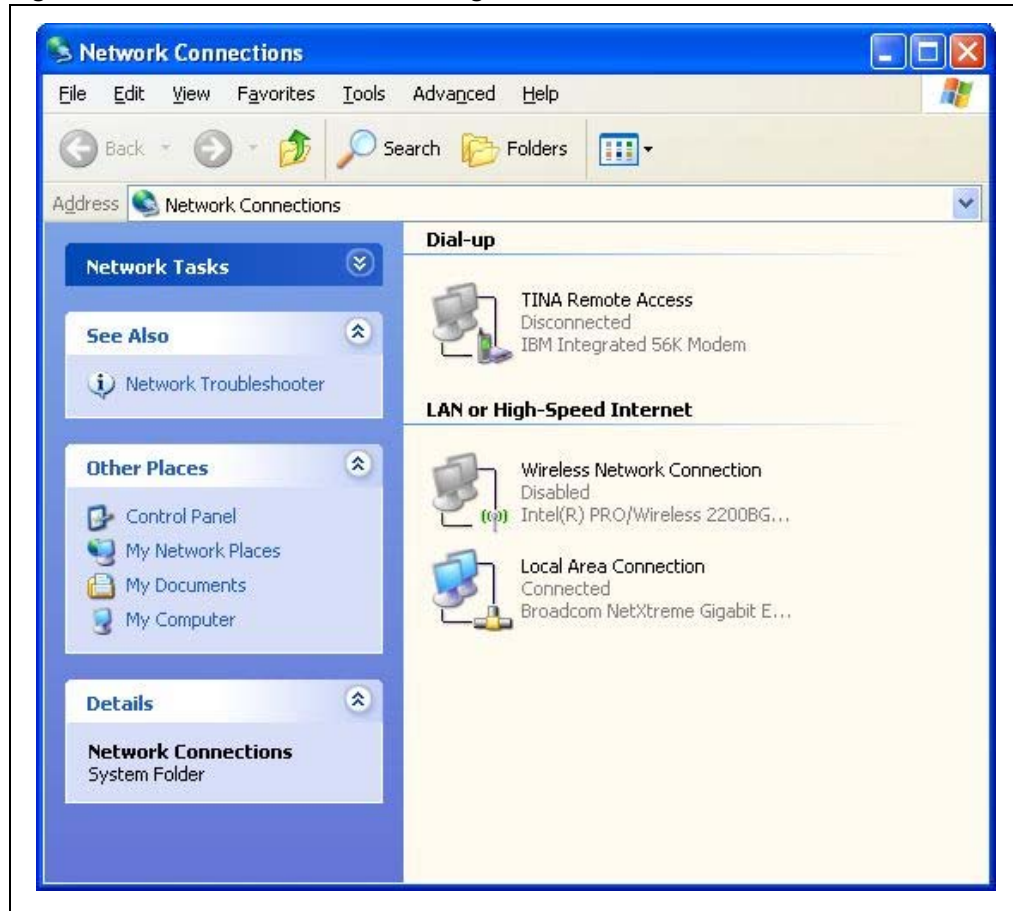 Network Connections
File Edit View Favorites Tools Advanced Help
Back Search Folders
Address Network Connections
Network Tasks
See Also
Network Troubleshooter
Other Places
Control Panel
My Network Places
My Documents
My Computer
Details
Network Connections
System Folder
Dial-up
TINA Remote Access
Disconnected
IBM Integrated 56K Modem
LAN or High-Speed Internet
Wireless Network Connection
Disabled
Intel(R) PRO/Wireless 2200BG...
Local Area Connection
Connected
Broadcom NetXtreme Gigabit E...